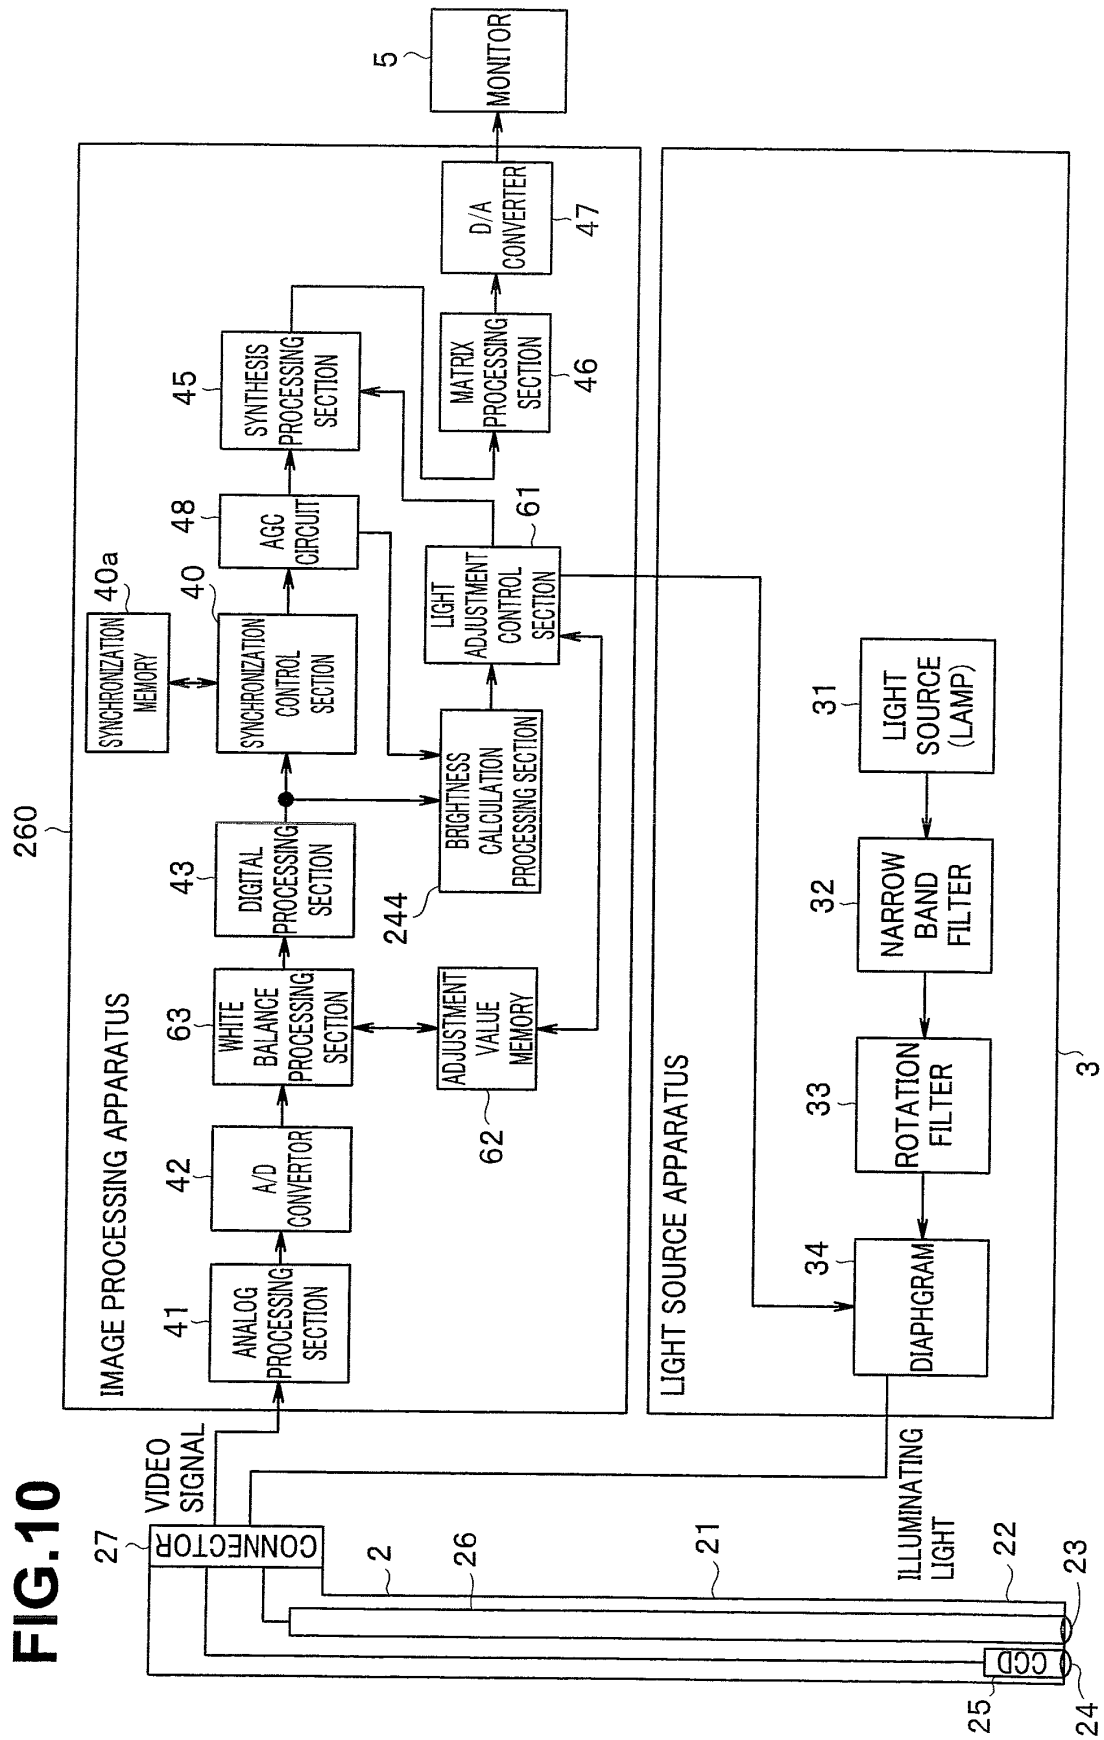 FIG.10
260
IMAGE PROCESSING APPARATUS
40a
SYNCHRONIZATION
MEMORY
27
CONNECTOR
VIDEO
SIGNAL
41
ANALOG
PROCESSING
SECTION
42
A/D
CONVERTOR
63
WHITE
BALANCE
PROCESSING
SECTION
43
DIGITAL
PROCESSING
SECTION
40
SYNCHRONIZATION
CONTROL
SECTION
48
AGC
CIRCUIT
45
SYNTHESIS
PROCESSING
SECTION
5
MONITOR
62
ADJUSTMENT
VALUE
MEMORY
244
BRIGHTNESS
CALCULATION
PROCESSING SECTION
61
LIGHT
ADJUSTMENT
CONTROL
SECTION
46
MATRIX
PROCESSING
SECTION
47
D/A
CONVERTER
2
26
21
22
23
24
25
CCD
ILLUMINATING
LIGHT
LIGHT SOURCE APPARATUS
34
DIAPHGRAM
33
ROTATION
FILTER
32
NARROW
BAND
FILTER
31
LIGHT
SOURCE
(LAMP)
3